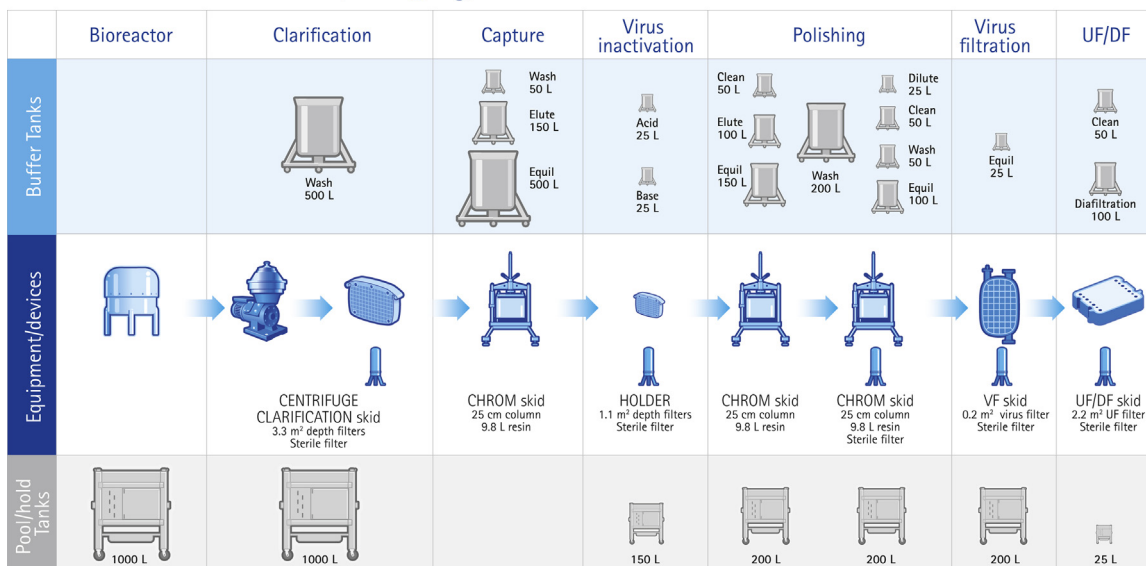 Bioreactor
Clarification
Capture
Virus
inactivation
Polishing
Virus
filtration
UF/DF
Buffer Tanks
Wash
500 L
Wash
50 L
Elute
150 L
Equil
500 L
Acid
25 L
Base
25 L
Clean
50 L
Elute
100 L
Equil
150 L
Wash
200 L
Dilute
25 L
Clean
50 L
Wash
50 L
Equil
100 L
Equil
25 L
Clean
50 L
Diafiltration
100 L
Equipment/devices
CENTRIFUGE
CLARIFICATION skid
3.3 m² depth filters
Sterile filter
CHROM skid
25 cm column
9.8 L resin
HOLDER
1.1 m² depth filters
Sterile filter
CHROM skid
25 cm column
9.8 L resin
CHROM skid
25 cm column
9.8 L resin
Sterile filter
VF skid
0.2 m² virus filter
Sterile filter
UF/DF skid
2.2 m² UF filter
Sterile filter
Pool/hold
Tanks
1000 L
1000 L
150 L
200 L
200 L
200 L
25 L